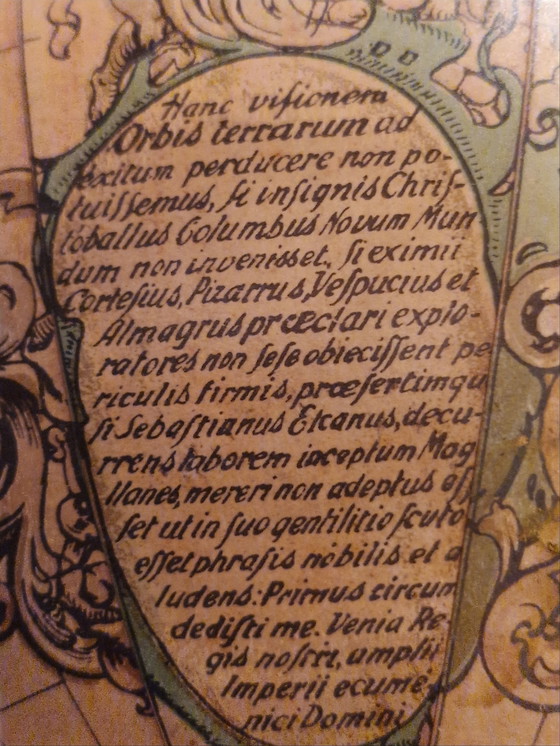 Hanc visionem
Orbis terrarum ad
exitum perducere non po-
tuissemus, si insignis Chris-
toballus Columbus Novum Mun
dum non invenisset, si eximii
Cortesius, Pizarrus, Vespucius et
Almagrus præclari explo-
ratores non sese obiecissent pe
riculis firmis, præsertimqu
si Sebastianus Elcanus, decu-
rrens laborem inceptum Mag
llanes, mereri non adeptus es
set ut in suo gentilitio scuto
esset phrasis nobilis et a
ludens: Primus circum
dedisti me. Venia Re
gis nostri, amplii
Imperii ecume
nici Domini